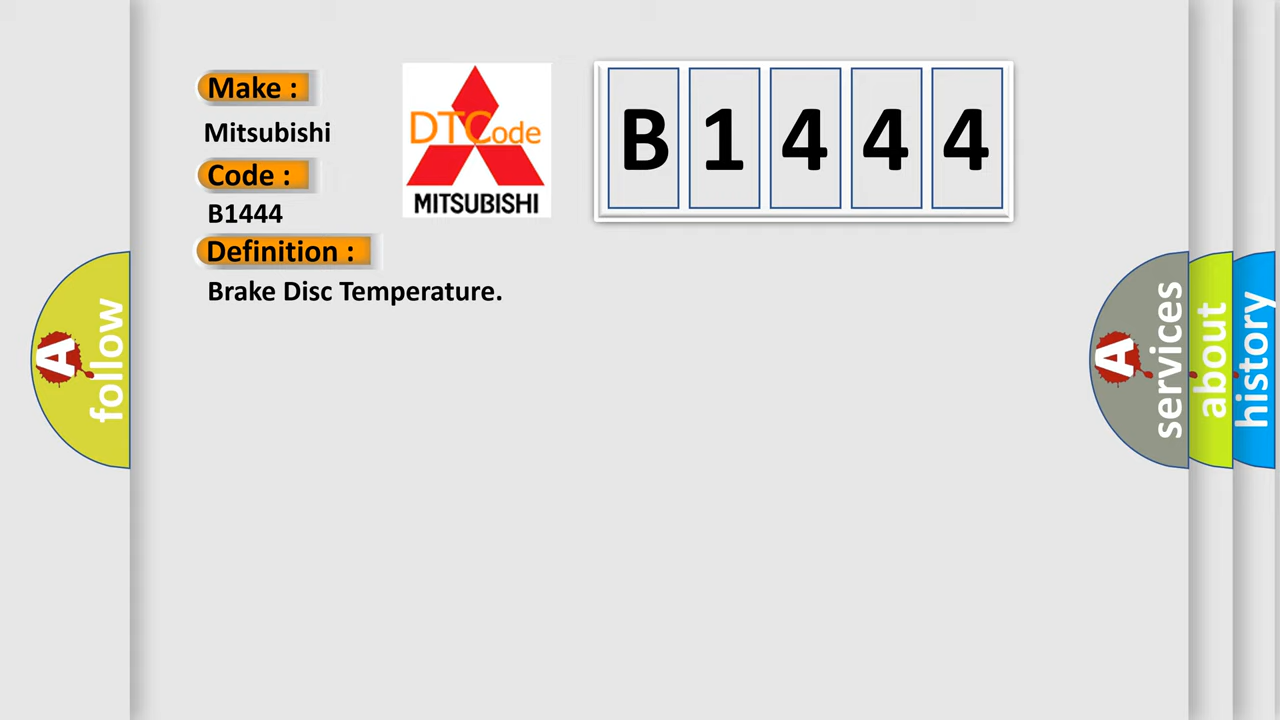 Make :
Mitsubishi
Code :
B1444
Definition :
Brake Disc Temperature.
DTCode
MITSUBISHI
B 1 4 4 4
A follow
A services
about
history